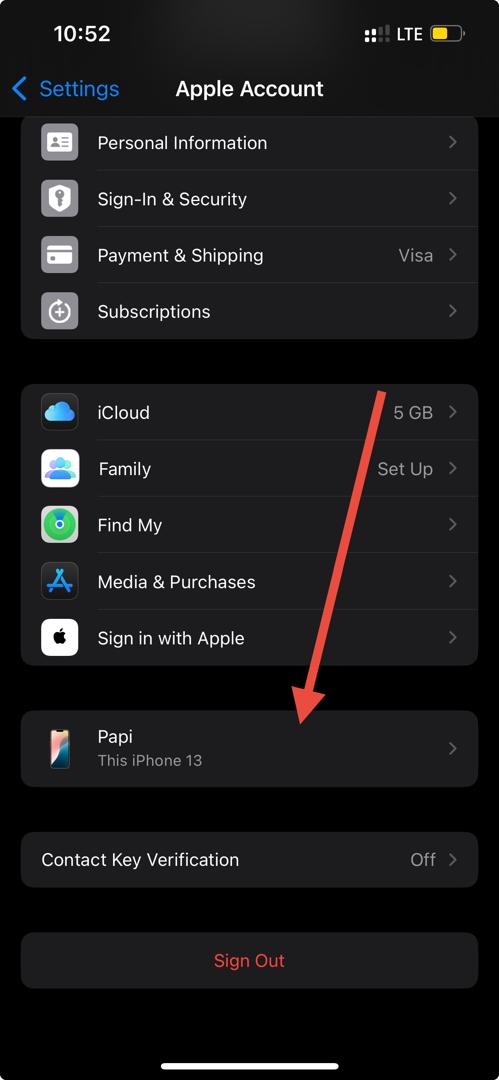 10:52
LTE
Settings
Apple Account
Personal Information
Sign-In & Security
Payment & Shipping Visa
Subscriptions
iCloud 5 GB
Family Set Up
Find My
Media & Purchases
Sign in with Apple
Papi
This iPhone 13
Contact Key Verification Off
Sign Out